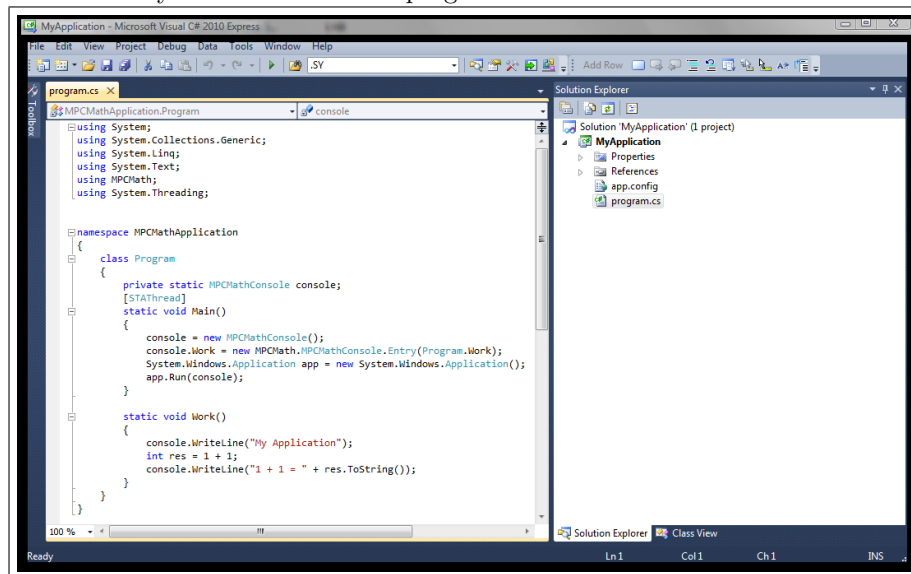 MyApplication - Microsoft Visual C# 2010 Express
File Edit View Project Debug Data Tools Window Help
.SY
Add Row
Toolbox
program.cs
MPCMathApplication.Program
console
using System;
using System.Collections.Generic;
using System.Linq;
using System.Text;
using MPCMath;
using System.Threading;
namespace MPCMathApplication
{
class Program
{
private static MPCMathConsole console;
[STAThread]
static void Main()
{
console = new MPCMathConsole();
console.Work = new MPCMath.MPCMathConsole.Entry(Program.Work);
System.Windows.Application app = new System.Windows.Application();
app.Run(console);
}
static void Work()
{
console.WriteLine("My Application");
int res = 1 + 1;
console.WriteLine("1 + 1 = " + res.ToString());
}
}
}
100 %
Solution Explorer
Solution 'MyApplication' (1 project)
MyApplication
Properties
References
app.config
program.cs
Solution Explorer Class View
Ready Ln 1 Col 1 Ch 1 INS